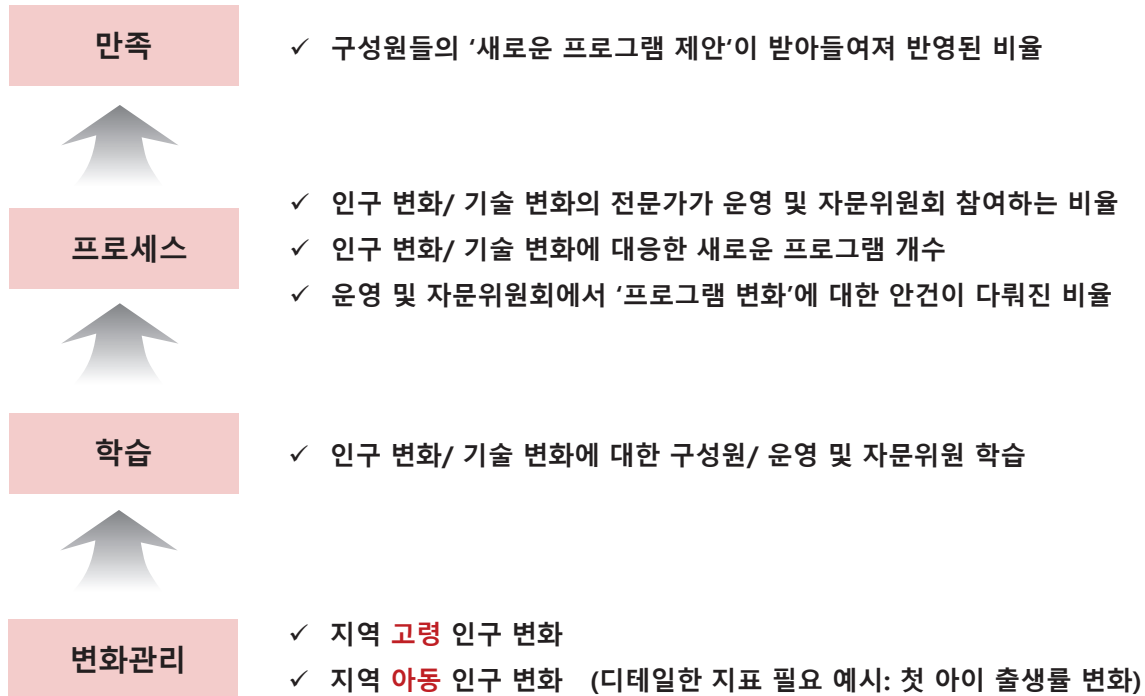 만족
✓ 구성원들의 ‘새로운 프로그램 제안‘이 받아들여져 반영된 비율
✓ 인구 변화/ 기술 변화의 전문가가 운영 및 자문위원회 참여하는 비율
프로세스
✓ 인구 변화/ 기술 변화에 대응한 새로운 프로그램 개수
✓ 운영 및 자문위원회에서 ‘프로그램 변화’에 대한 안건이 다뤄진 비율
학습
✓ 인구 변화/ 기술 변화에 대한 구성원/ 운영 및 자문위원 학습
변화관리
✓ 지역 고령 인구 변화
✓ 지역 아동 인구 변화 (디테일한 지표 필요 예시: 첫 아이 출생률 변화)